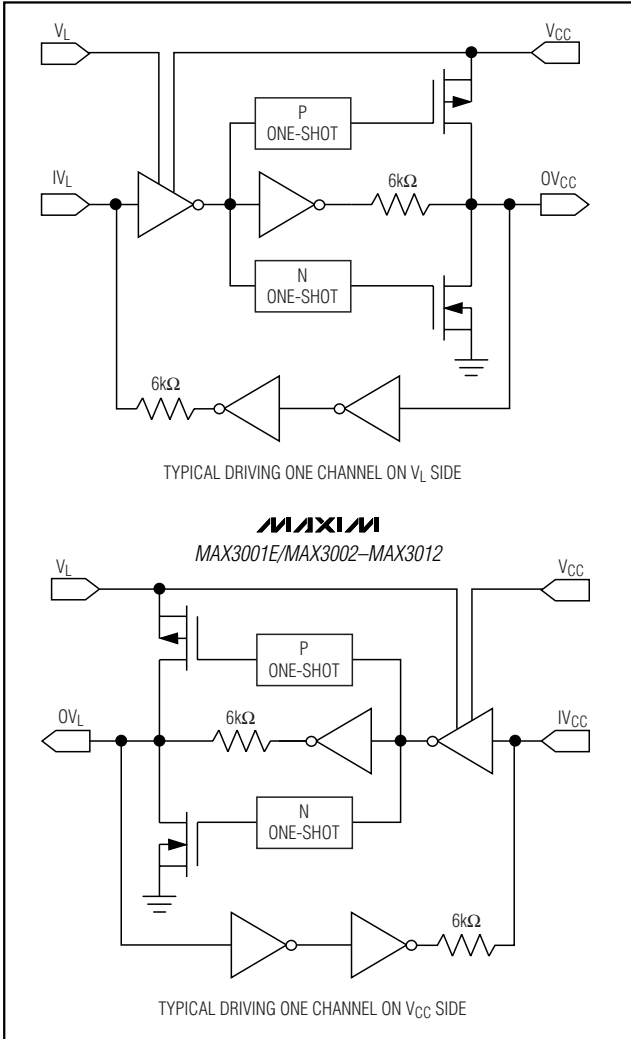 V_L
V_CC
P
ONE-SHOT
IV_L
6kΩ
OV_CC
N
ONE-SHOT
6kΩ
TYPICAL DRIVING ONE CHANNEL ON V_L SIDE
MAXIM
MAX3001E/MAX3002–MAX3012
V_L
V_CC
P
ONE-SHOT
OV_L
6kΩ
IV_CC
N
ONE-SHOT
6kΩ
TYPICAL DRIVING ONE CHANNEL ON V_CC SIDE